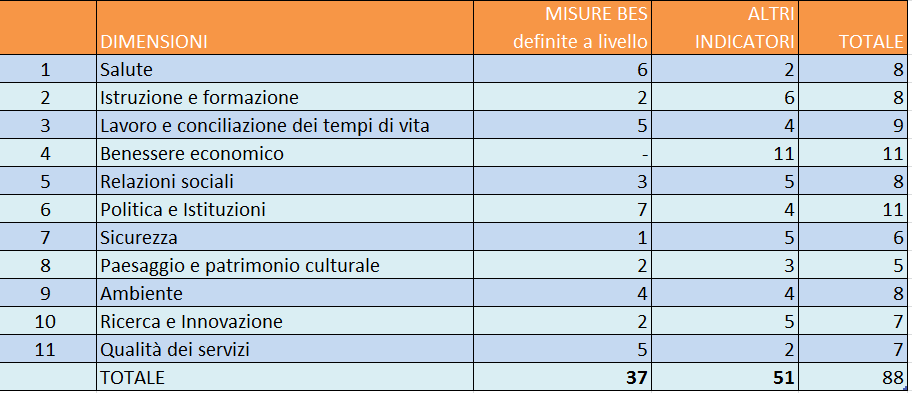 DIMENSIONI MISURE BES definite a livello ALTRI INDICATORI TOTALE
1 Salute 6 2 8
2 Istruzione e formazione 2 6 8
3 Lavoro e conciliazione dei tempi di vita 5 4 9
4 Benessere economico - 11 11
5 Relazioni sociali 3 5 8
6 Politica e Istituzioni 7 4 11
7 Sicurezza 1 5 6
8 Paesaggio e patrimonio culturale 2 3 5
9 Ambiente 4 4 8
10 Ricerca e Innovazione 2 5 7
11 Qualità dei servizi 5 2 7
TOTALE 37 51 88